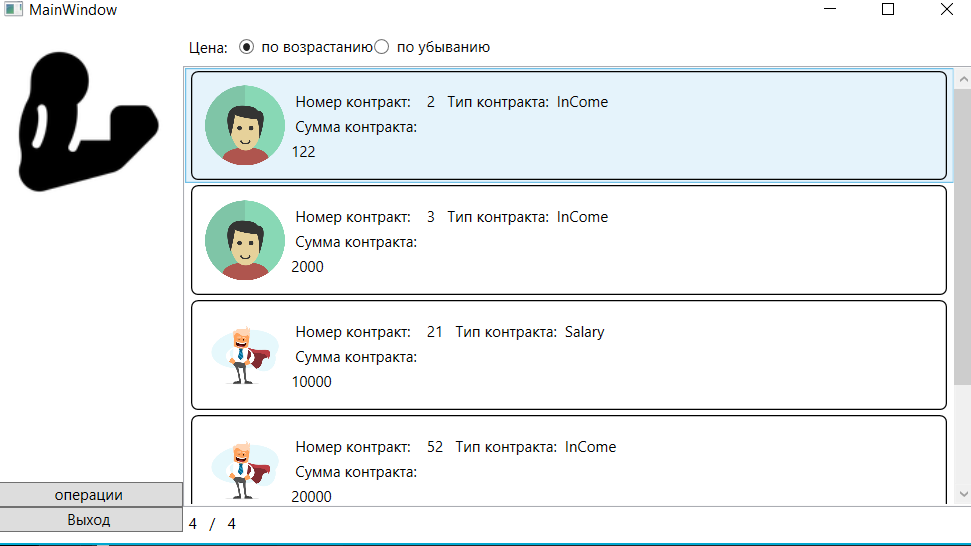 MainWindow
Цена: по возрастанию по убыванию
Номер контракт: 2 Тип контракта: InCome
Сумма контракта:
122
Номер контракт: 3 Тип контракта: InCome
Сумма контракта:
2000
Номер контракт: 21 Тип контракта: Salary
Сумма контракта:
10000
Номер контракт: 52 Тип контракта: InCome
Сумма контракта:
20000
операции
Выход
4 / 4